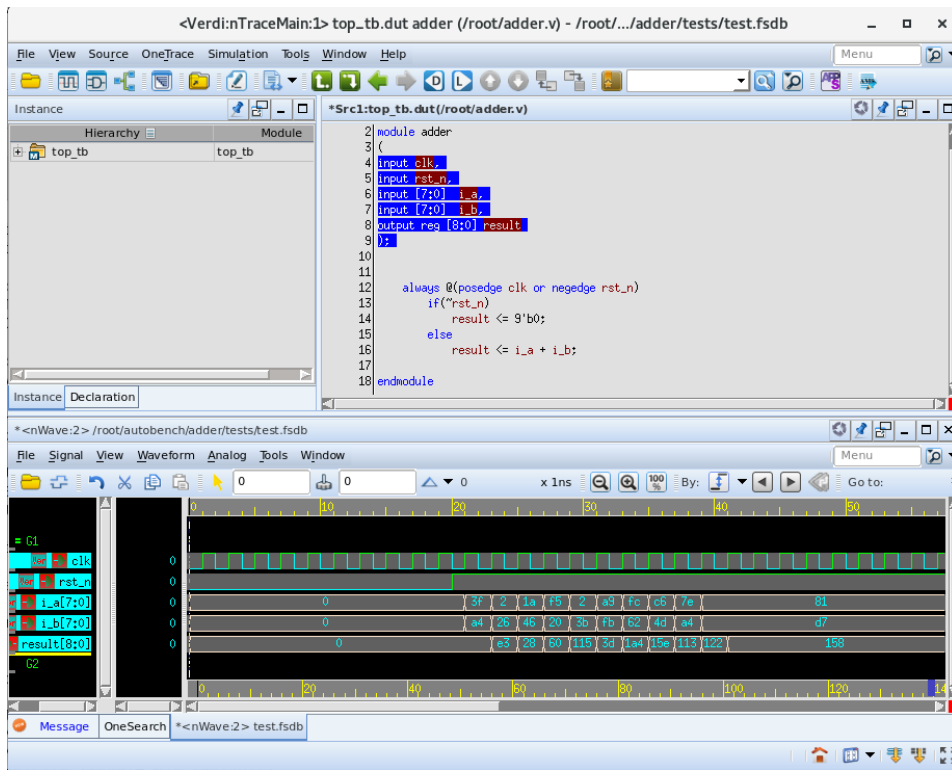 <Verdi:nTraceMain:1> top_tb.dut adder (/root/adder.v) - /root/.../adder/tests/test.fsdb
File View Source OneTrace Simulation Tools Window Help
Menu
APPS
Instance
*Src1:top_tb.dut(/root/adder.v)
Hierarchy Module
top_tb top_tb
2 module adder
3 (
4 input clk,
5 input rst_n,
6 input [7:0] i_a,
7 input [7:0] i_b,
8 output reg [8:0] result
9 );
10
11
12 always @(posedge clk or negedge rst_n)
13 if(~rst_n)
14 result <= 9'b0;
15 else
16 result <= i_a + i_b;
17
18 endmodule
Instance Declaration
*<nWave:2> /root/autobench/adder/tests/test.fsdb
File Signal View Waveform Analog Tools Window
Menu
0 0 0 x 1ns 100 By: Go to:
0 10 20 30 40 50
= G1
clk 0
rst_n 0
i_a[7:0] 0 0 3f 2 1a f5 2 a9 fc c6 7e 81
i_b[7:0] 0 0 a4 26 46 20 3b fb 62 4d a4 d7
result[8:0] 0 0 e3 28 60 115 3d 1a4 15e 113 122 158
G2
0 20 40 60 80 100 120 14
Message OneSearch *<nWave:2> test.fsdb